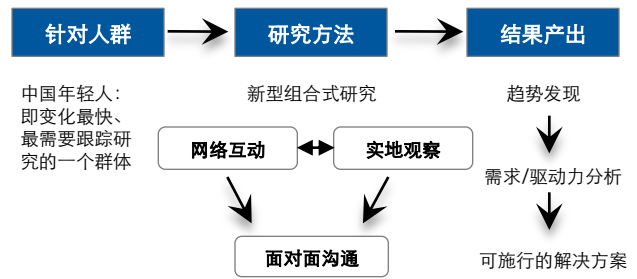 针对人群
研究方法
结果产出
中国年轻人：
即变化最快、
最需要跟踪研
究的一个群体
新型组合式研究
网络互动
实地观察
面对面沟通
趋势发现
需求/驱动力分析
可施行的解决方案